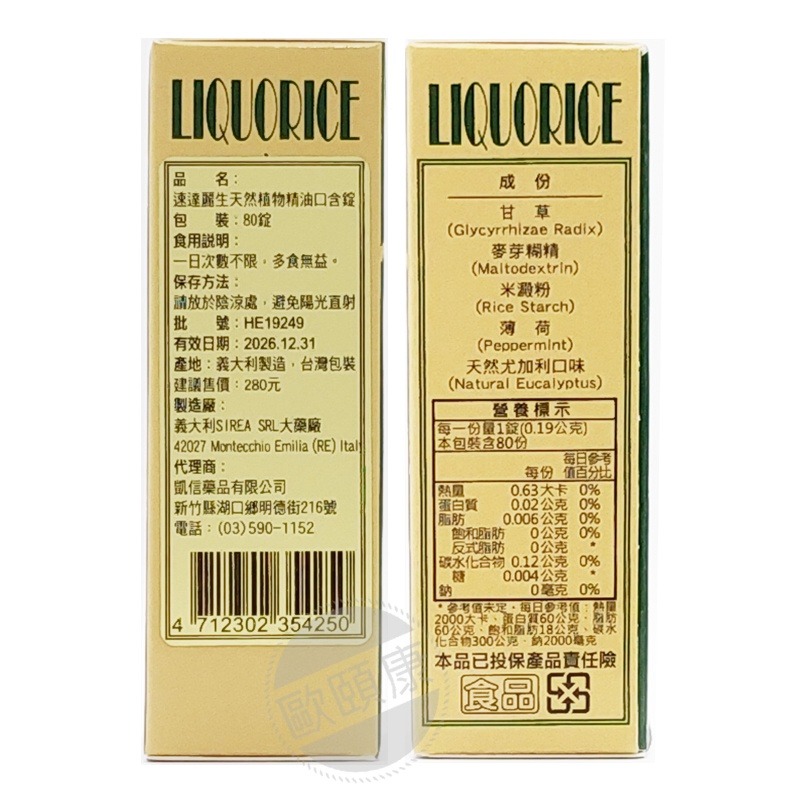 LIQUORICE
品 名：
速達麗生天然植物精油口含錠
包 裝：80錠
食用說明：
一日次數不限，多食無益。
保存方法：
請放於陰涼處，避免陽光直射
批 號：HE19249
有效日期：2026.12.31
產地：義大利製造，台灣包裝
建議售價：280元
製造廠：
義大利SIREA SRL大藥廠
42027 Montecchio Emilia (RE) Italy
代理商：
凱信藥品有限公司
新竹縣湖口鄉明德街216號
電話：(03)590-1152
4 712302 354250
LIQUORICE
成 份
甘 草
(Glycyrrhizae Radix)
麥芽糊精
(Maltodextrin)
米澱粉
(Rice Starch)
薄 荷
(Peppermint)
天然尤加利口味
(Natural Eucalyptus)
營養標示
每一份量1錠(0.19公克)
本包裝含80份
每份 每日參考值百分比
熱量 0.63大卡 0%
蛋白質 0.02公克 0%
脂肪 0.006公克 0%
飽和脂肪 0公克 0%
反式脂肪 0公克 *
碳水化合物 0.12公克 0%
糖 0.004公克 *
鈉 0毫克 0%
*參考值未定，每日參考值：熱量
2000大卡、蛋白質60公克、脂肪
60公克、飽和脂肪18公克、碳水
化合物300公克、鈉2000毫克
本品已投保產品責任險
食品
歐頤康